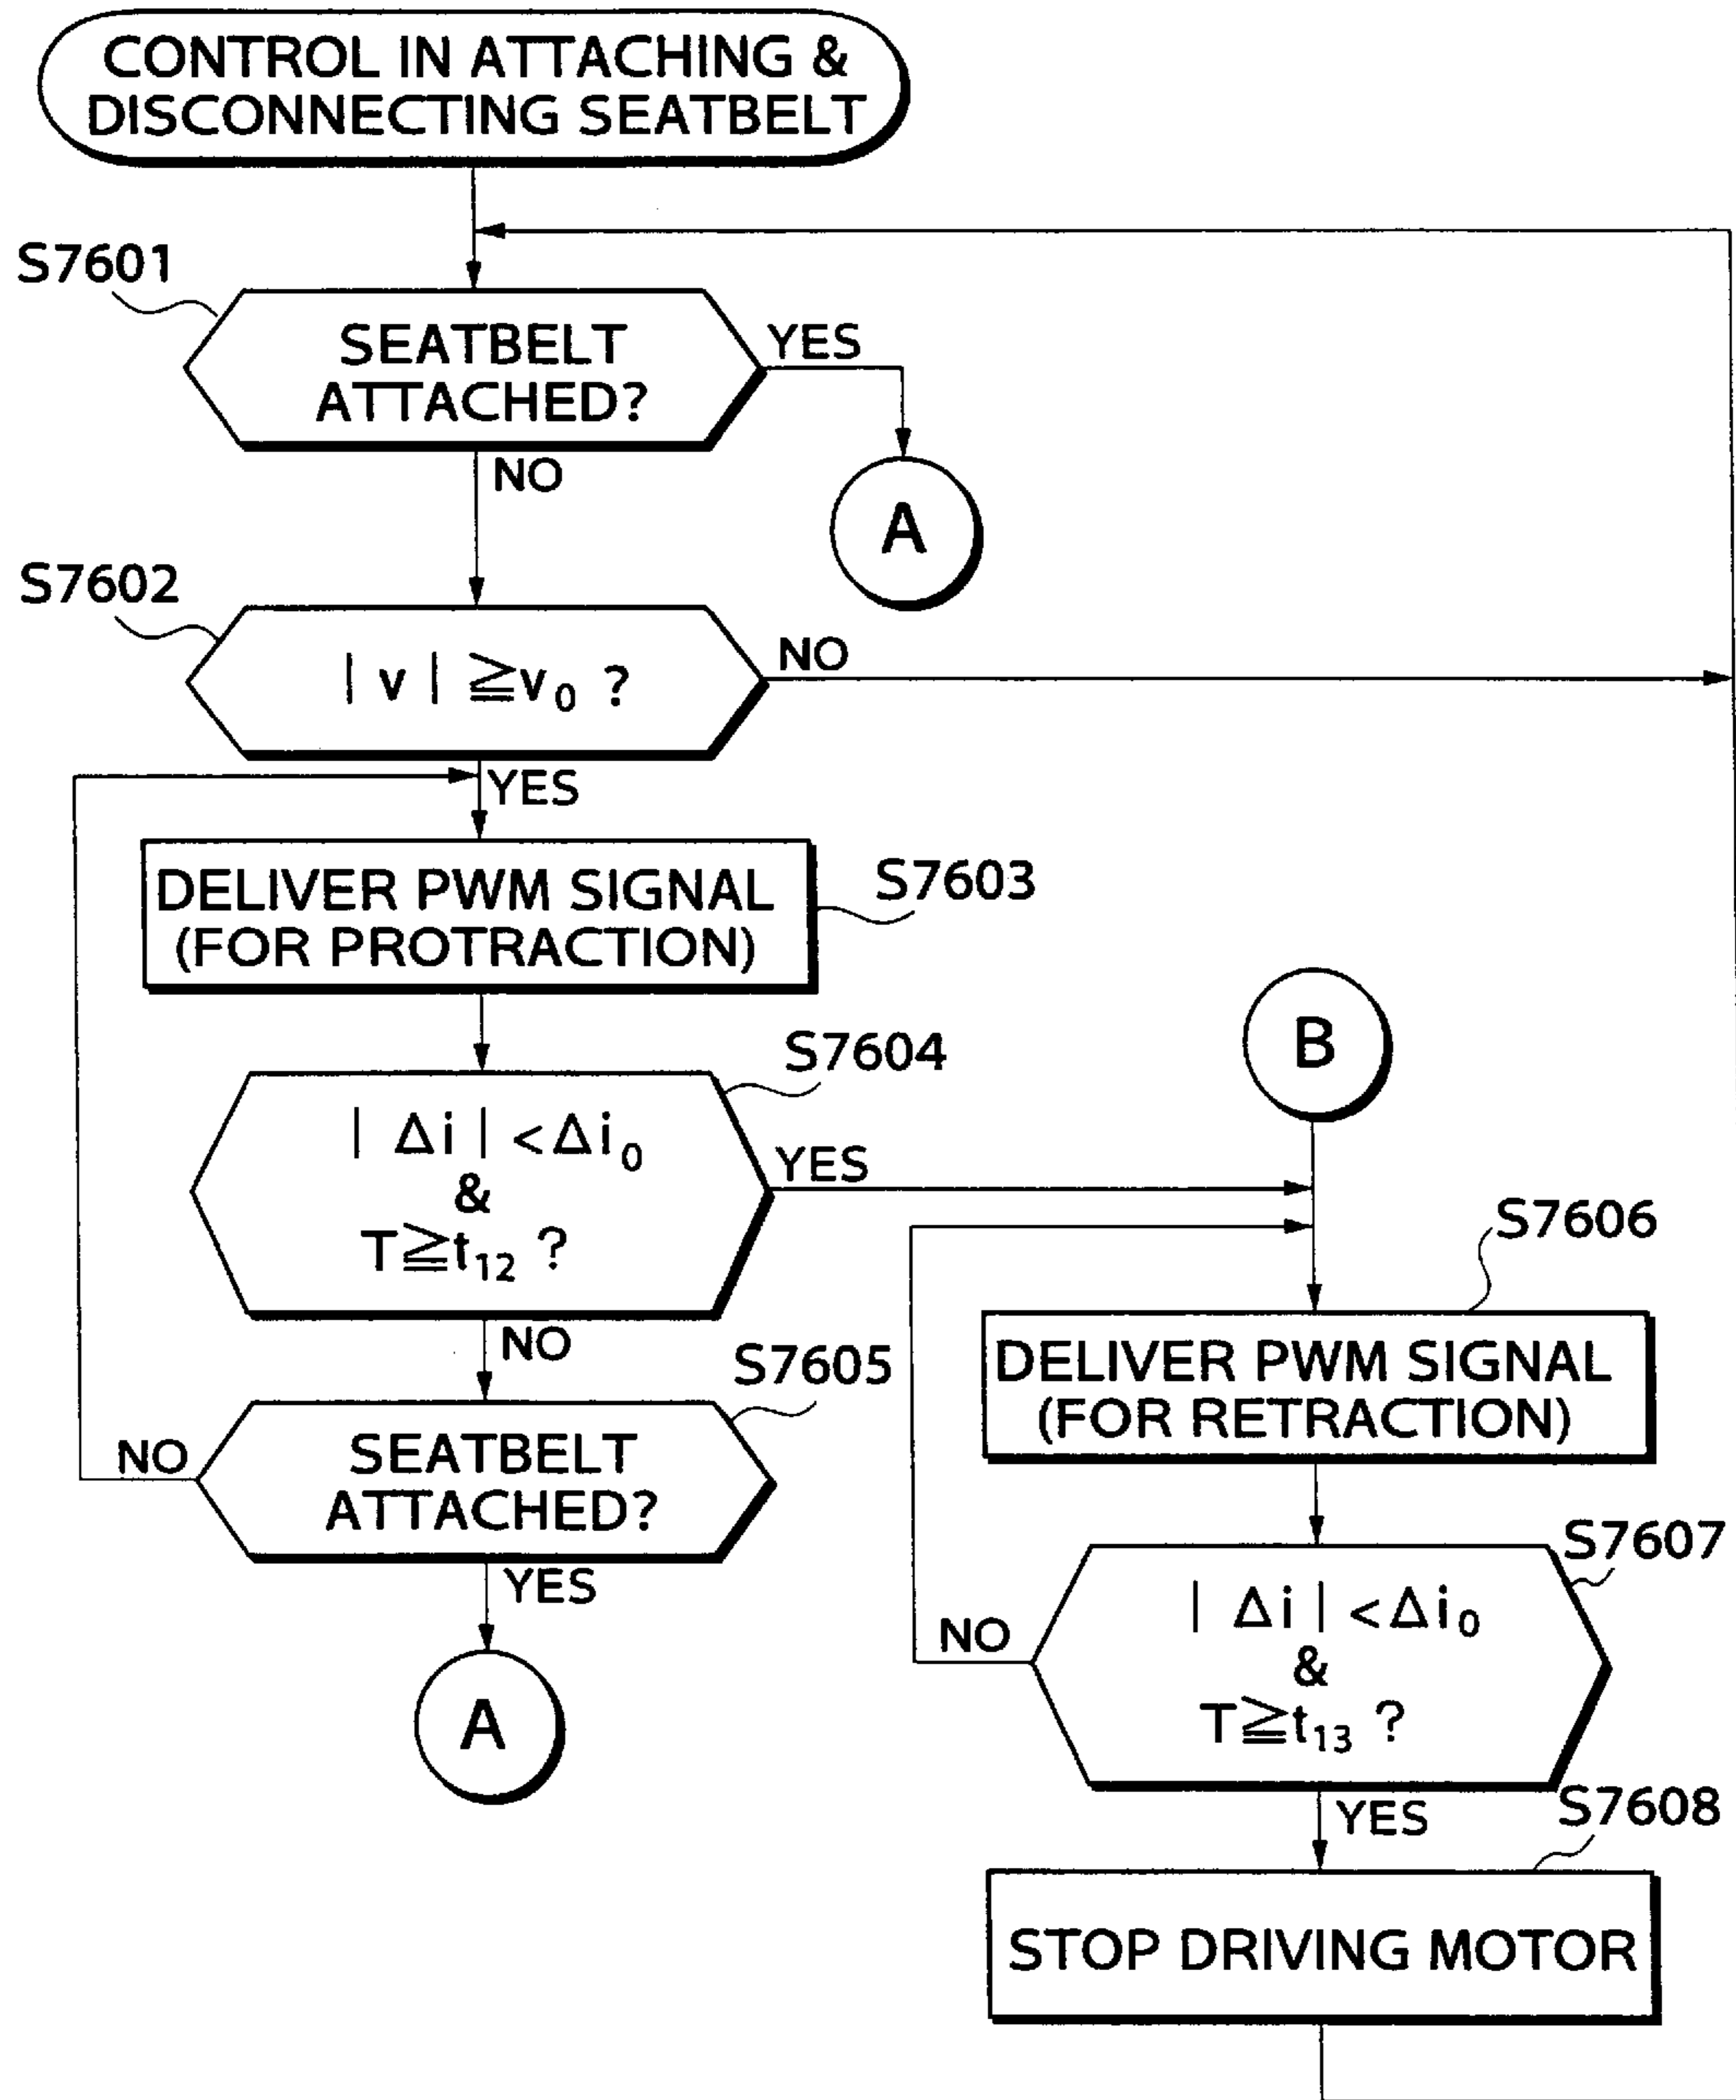 CONTROL IN ATTACHING &
DISCONNECTING SEATBELT
S7601
SEATBELT
ATTACHED?
YES
NO
A
S7602
| v | ≧v₀ ?
NO
YES
DELIVER PWM SIGNAL
(FOR PROTRACTION)
S7603
S7604
| Δi | <Δi₀
&
T≧t₁₂ ?
YES
NO
B
S7605
SEATBELT
ATTACHED?
NO
YES
A
S7606
DELIVER PWM SIGNAL
(FOR RETRACTION)
S7607
| Δi | <Δi₀
&
T≧t₁₃ ?
NO
YES
S7608
STOP DRIVING MOTOR